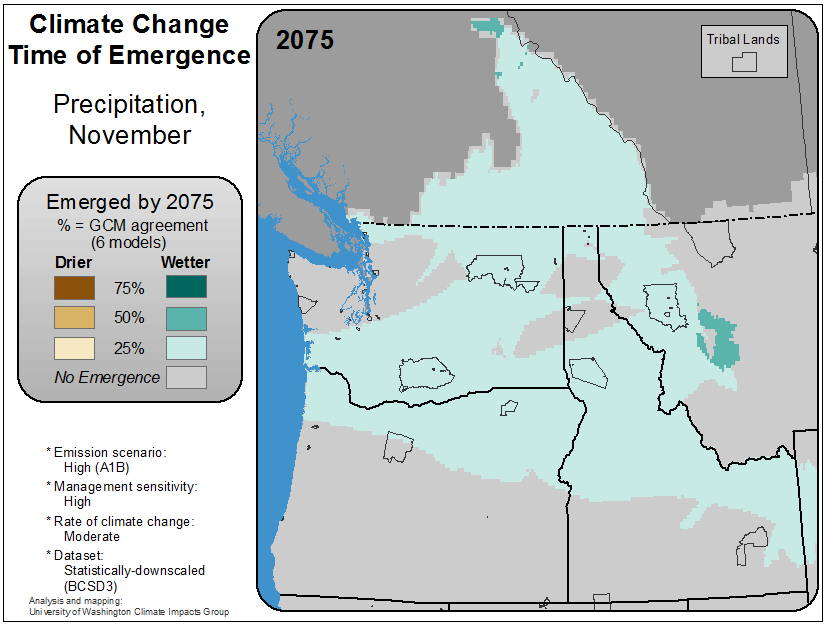 Climate Change
Time of Emergence
Precipitation,
November
Emerged by 2075
% = GCM agreement
(6 models)
Drier Wetter
75%
50%
25%
No Emergence
* Emission scenario:
High (A1B)
* Management sensitivity:
High
* Rate of climate change:
Moderate
* Dataset:
Statistically-downscaled
(BCSD3)
Analysis and mapping:
University of Washington Climate Impacts Group
2075
Tribal Lands